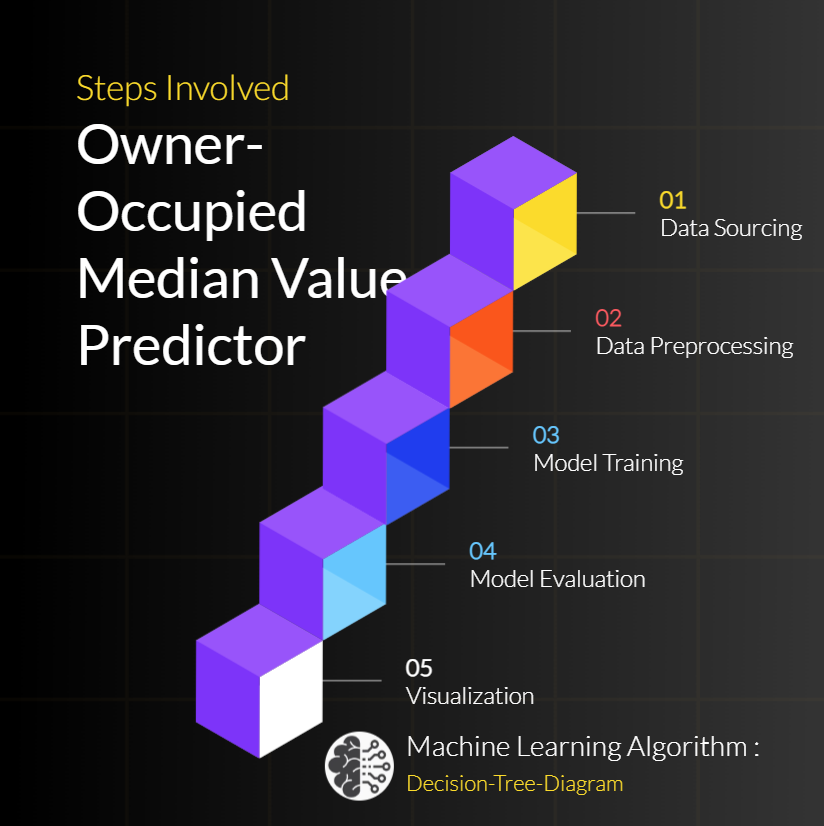 Steps Involved
Owner-
Occupied
Median Value
Predictor
01
Data Sourcing
02
Data Preprocessing
03
Model Training
04
Model Evaluation
05
Visualization
Machine Learning Algorithm :
Decision-Tree-Diagram